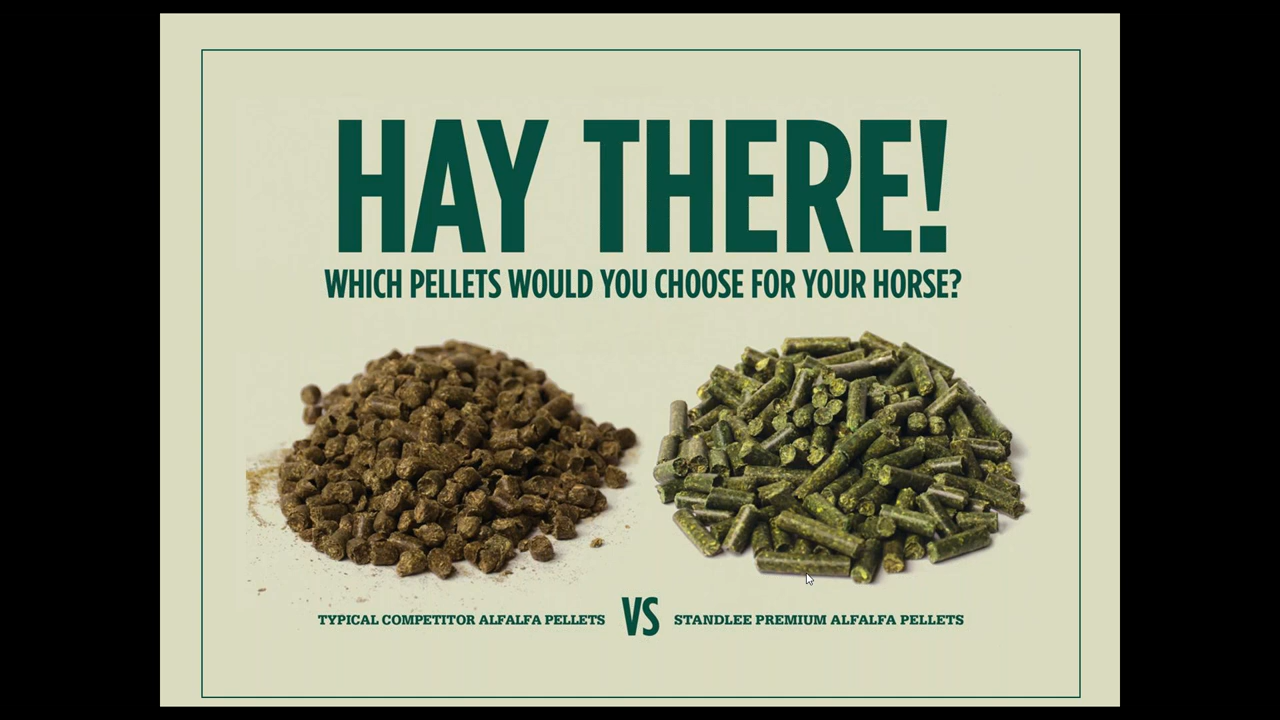 HAY THERE!
WHICH PELLETS WOULD YOU CHOOSE FOR YOUR HORSE?
TYPICAL COMPETITOR ALFALFA PELLETS VS STANDLEE PREMIUM ALFALFA PELLETS